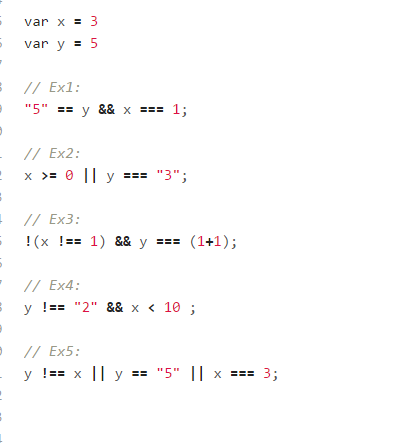 var x = 3
var y = 5
// Ex1:
"5" == y && x === 1;
// Ex2:
x >= 0 || y === "3";
// Ex3:
!(x !== 1) && y === (1+1);
// Ex4:
y !== "2" && x < 10 ;
// Ex5:
y !== x || y == "5" || x === 3;